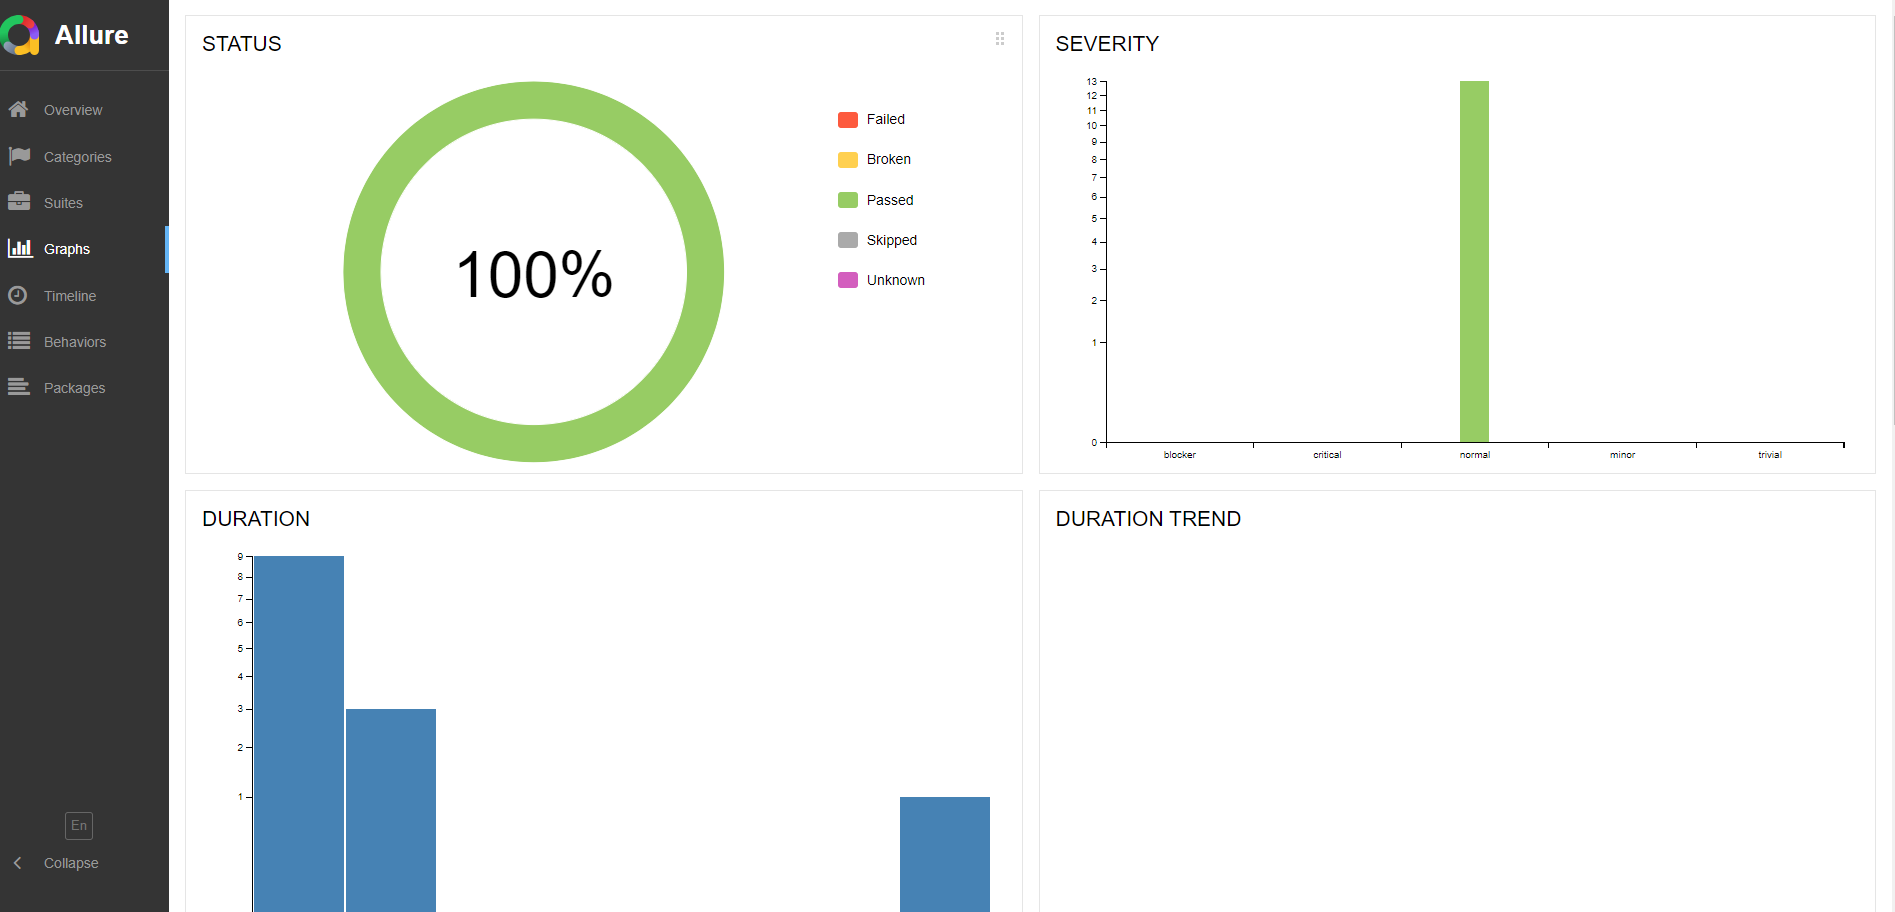 Allure
Overview
Categories
Suites
Graphs
Timeline
Behaviors
Packages
En
Collapse
STATUS
100%
Failed
Broken
Passed
Skipped
Unknown
SEVERITY
13
12
11
10
9
8
7
6
5
4
3
2
1
0
blocker critical normal minor trivial
DURATION
9
8
7
6
5
4
3
2
1
DURATION TREND